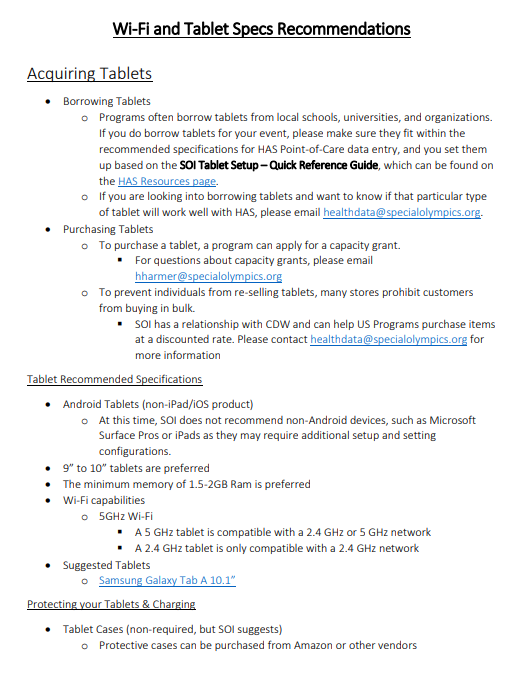 Wi-Fi and Tablet Specs Recommendations
Acquiring Tablets
• Borrowing Tablets
o Programs often borrow tablets from local schools, universities, and organizations.
If you do borrow tablets for your event, please make sure they fit within the
recommended specifications for HAS Point-of-Care data entry, and you set them
up based on the SOI Tablet Setup – Quick Reference Guide, which can be found on
the HAS Resources page.
o If you are looking into borrowing tablets and want to know if that particular type
of tablet will work well with HAS, please email healthdata@specialolympics.org.
• Purchasing Tablets
o To purchase a tablet, a program can apply for a capacity grant.
▪ For questions about capacity grants, please email
hharmer@specialolympics.org
o To prevent individuals from re-selling tablets, many stores prohibit customers
from buying in bulk.
▪ SOI has a relationship with CDW and can help US Programs purchase items
at a discounted rate. Please contact healthdata@specialolympics.org for
more information
Tablet Recommended Specifications
• Android Tablets (non-iPad/iOS product)
o At this time, SOI does not recommend non-Android devices, such as Microsoft
Surface Pros or iPads as they may require additional setup and setting
configurations.
• 9” to 10” tablets are preferred
• The minimum memory of 1.5-2GB Ram is preferred
• Wi-Fi capabilities
o 5GHz Wi-Fi
▪ A 5 GHz tablet is compatible with a 2.4 GHz or 5 GHz network
▪ A 2.4 GHz tablet is only compatible with a 2.4 GHz network
• Suggested Tablets
o Samsung Galaxy Tab A 10.1”
Protecting your Tablets & Charging
• Tablet Cases (non-required, but SOI suggests)
o Protective cases can be purchased from Amazon or other vendors